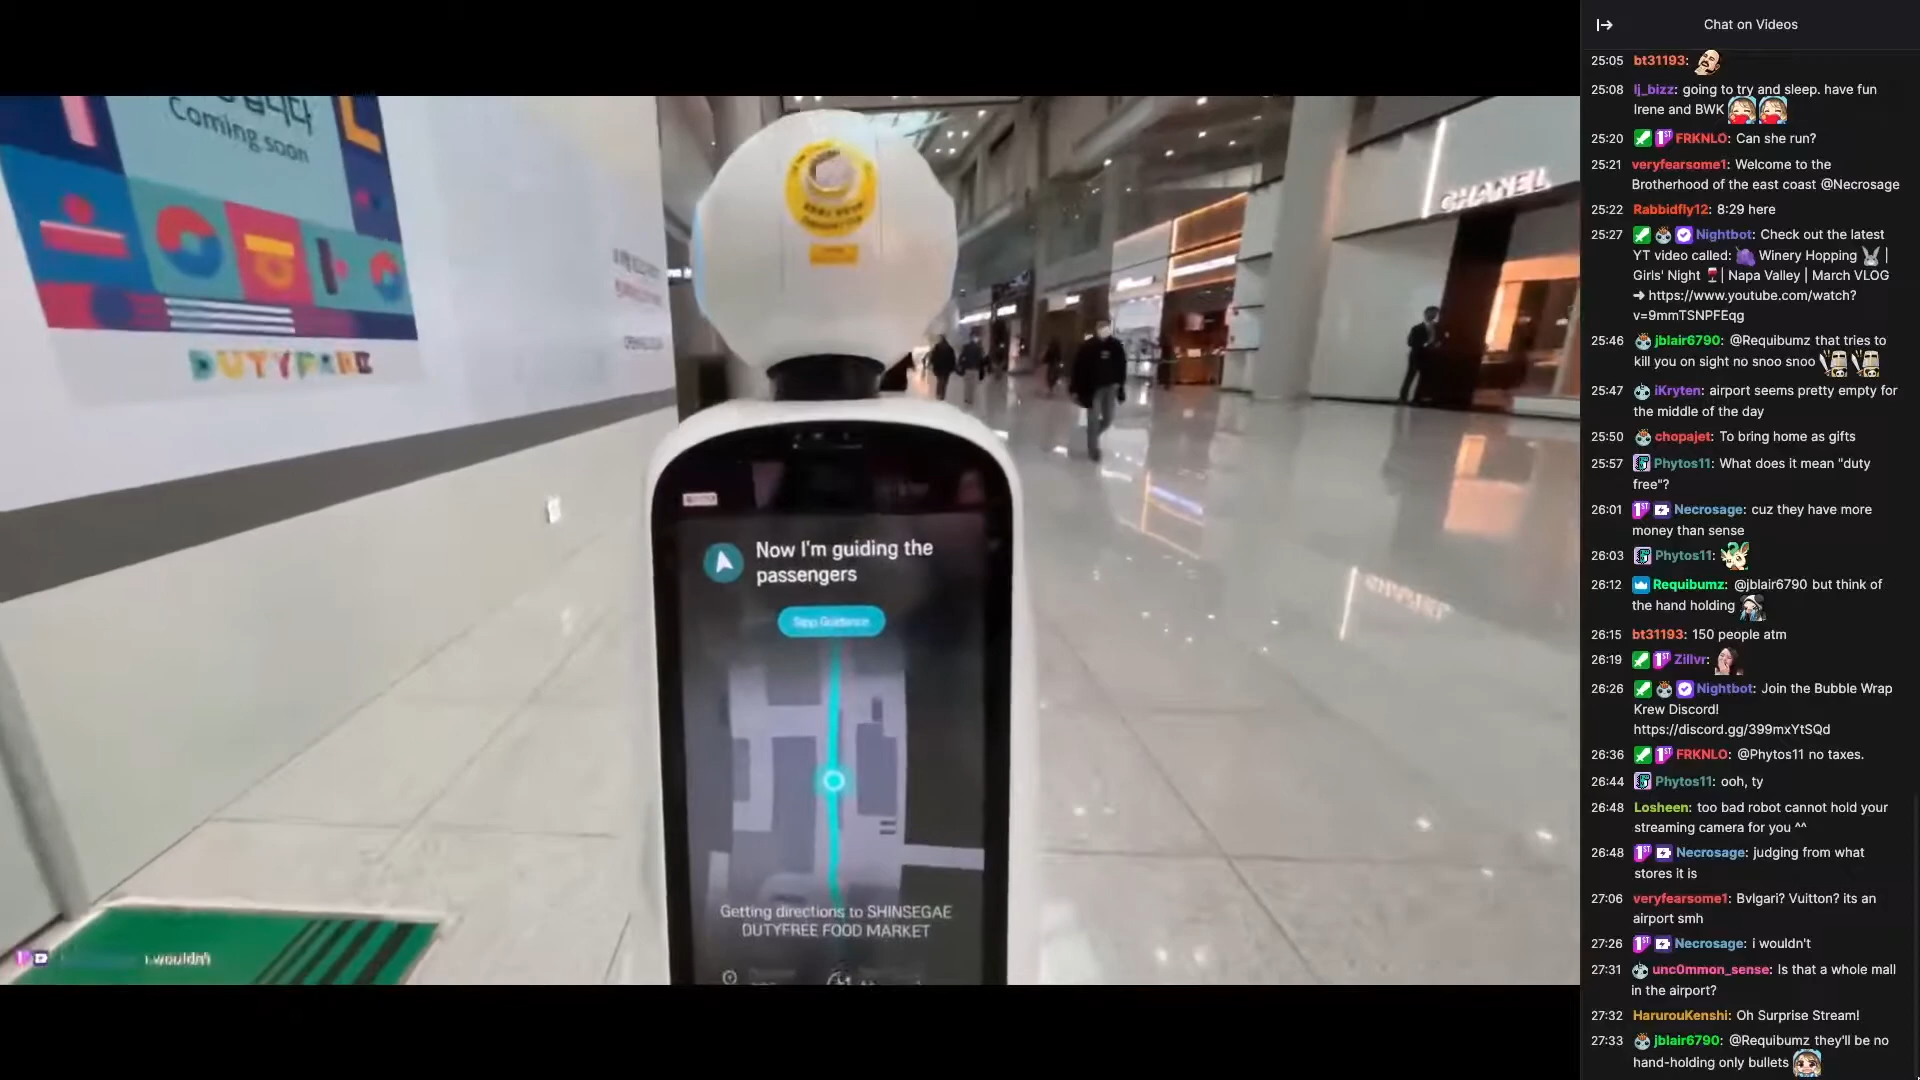 Coming soon
DUTYFREE
CHANEL
Now I'm guiding the
passengers
Stop Guidance
Getting directions to SHINSEGAE
DUTYFREE FOOD MARKET
i wouldn't
Chat on Videos
25:05 bt31193:
25:08 lj_bizz: going to try and sleep. have fun
Irene and BWK
25:20 FRKNLO: Can she run?
25:21 veryfearsome1: Welcome to the
Brotherhood of the east coast @Necrosage
25:22 Rabbidfly12: 8:29 here
25:27 Nightbot: Check out the latest
YT video called: 🍇 Winery Hopping 🐰 |
Girls' Night 🍷 | Napa Valley | March VLOG
➜ https://www.youtube.com/watch?
v=9mmTSNPFEqg
25:46 jblair6790: @Requibumz that tries to
kill you on sight no snoo snoo
25:47 iKryten: airport seems pretty empty for
the middle of the day
25:50 chopajet: To bring home as gifts
25:57 Phytos11: What does it mean "duty
free"?
26:01 Necrosage: cuz they have more
money than sense
26:03 Phytos11:
26:12 Requibumz: @jblair6790 but think of
the hand holding
26:15 bt31193: 150 people atm
26:19 Zillvr:
26:26 Nightbot: Join the Bubble Wrap
Krew Discord!
https://discord.gg/399mxYtSQd
26:36 FRKNLO: @Phytos11 no taxes.
26:44 Phytos11: ooh, ty
26:48 Losheen: too bad robot cannot hold your
streaming camera for you ^^
26:48 Necrosage: judging from what
stores it is
27:06 veryfearsome1: Bvlgari? Vuitton? its an
airport smh
27:26 Necrosage: i wouldn't
27:31 unc0mmon_sense: Is that a whole mall
in the airport?
27:32 HarurouKenshi: Oh Surprise Stream!
27:33 jblair6790: @Requibumz they'll be no
hand-holding only bullets